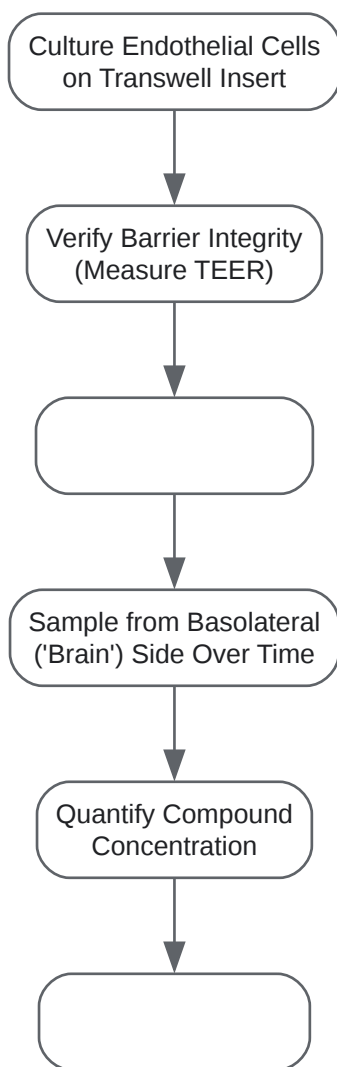 Culture Endothelial Cells
on Transwell Insert
Verify Barrier Integrity
(Measure TEER)
Sample from Basolateral
('Brain') Side Over Time
Quantify Compound
Concentration